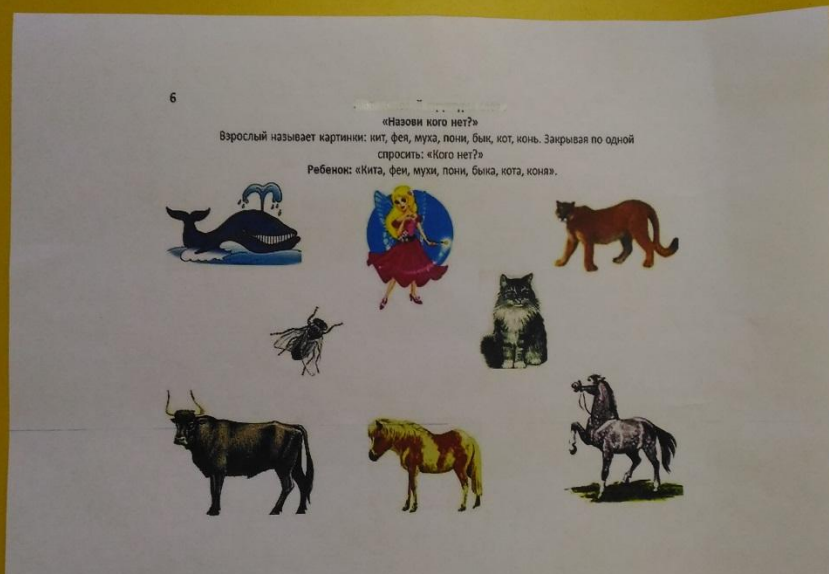 6
«Назови кого нет?»
Взрослый называет картинки: кит, фея, муха, пони, бык, кот, конь. Закрывая по одной
спросить: «Кого нет?»
Ребенок: «Кита, феи, мухи, пони, быка, кота, коня».